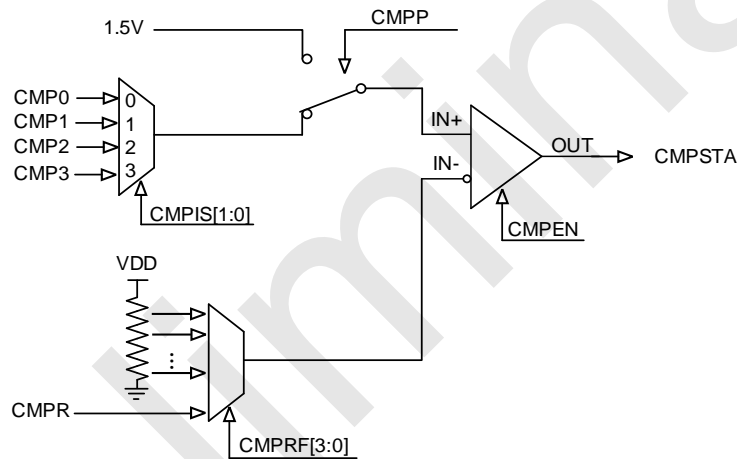 1.5V
CMPP
CMP0
CMP1
CMP2
CMP3
0
1
2
3
CMPIS[1:0]
IN+
IN-
OUT
CMPSTA
CMPEN
VDD
...
CMPR
CMPRF[3:0]